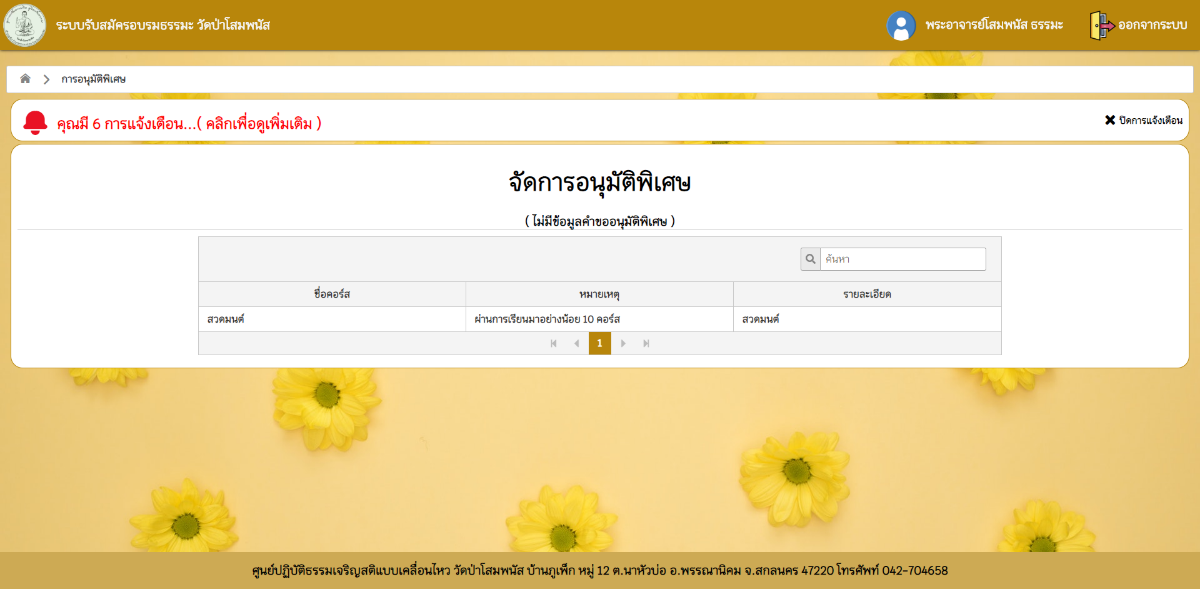 ระบบรับสมัครอบรมธรรมะ วัดป่าโสมพนัส
พระอาจารย์โสมพนัส ธรรมะ
ออกจากระบบ
การอนุมัติพิเศษ
คุณมี 6 การแจ้งเตือน...( คลิกเพื่อดูเพิ่มเติม )
ปิดการแจ้งเตือน
จัดการอนุมัติพิเศษ
( ไม่มีข้อมูลคำขออนุมัติพิเศษ )
ค้นหา
ชื่อคอร์ส หมายเหตุ รายละเอียด
สวดมนต์ ผ่านการเรียนมาอย่างน้อย 10 คอร์ส สวดมนต์
1
ศูนย์ปฏิบัติธรรมเจริญสติแบบเคลื่อนไหว วัดป่าโสมพนัส บ้านภูเพ็ก หมู่ 12 ต.นาหัวบ่อ อ.พรรณานิคม จ.สกลนคร 47220 โทรศัพท์ 042-704658